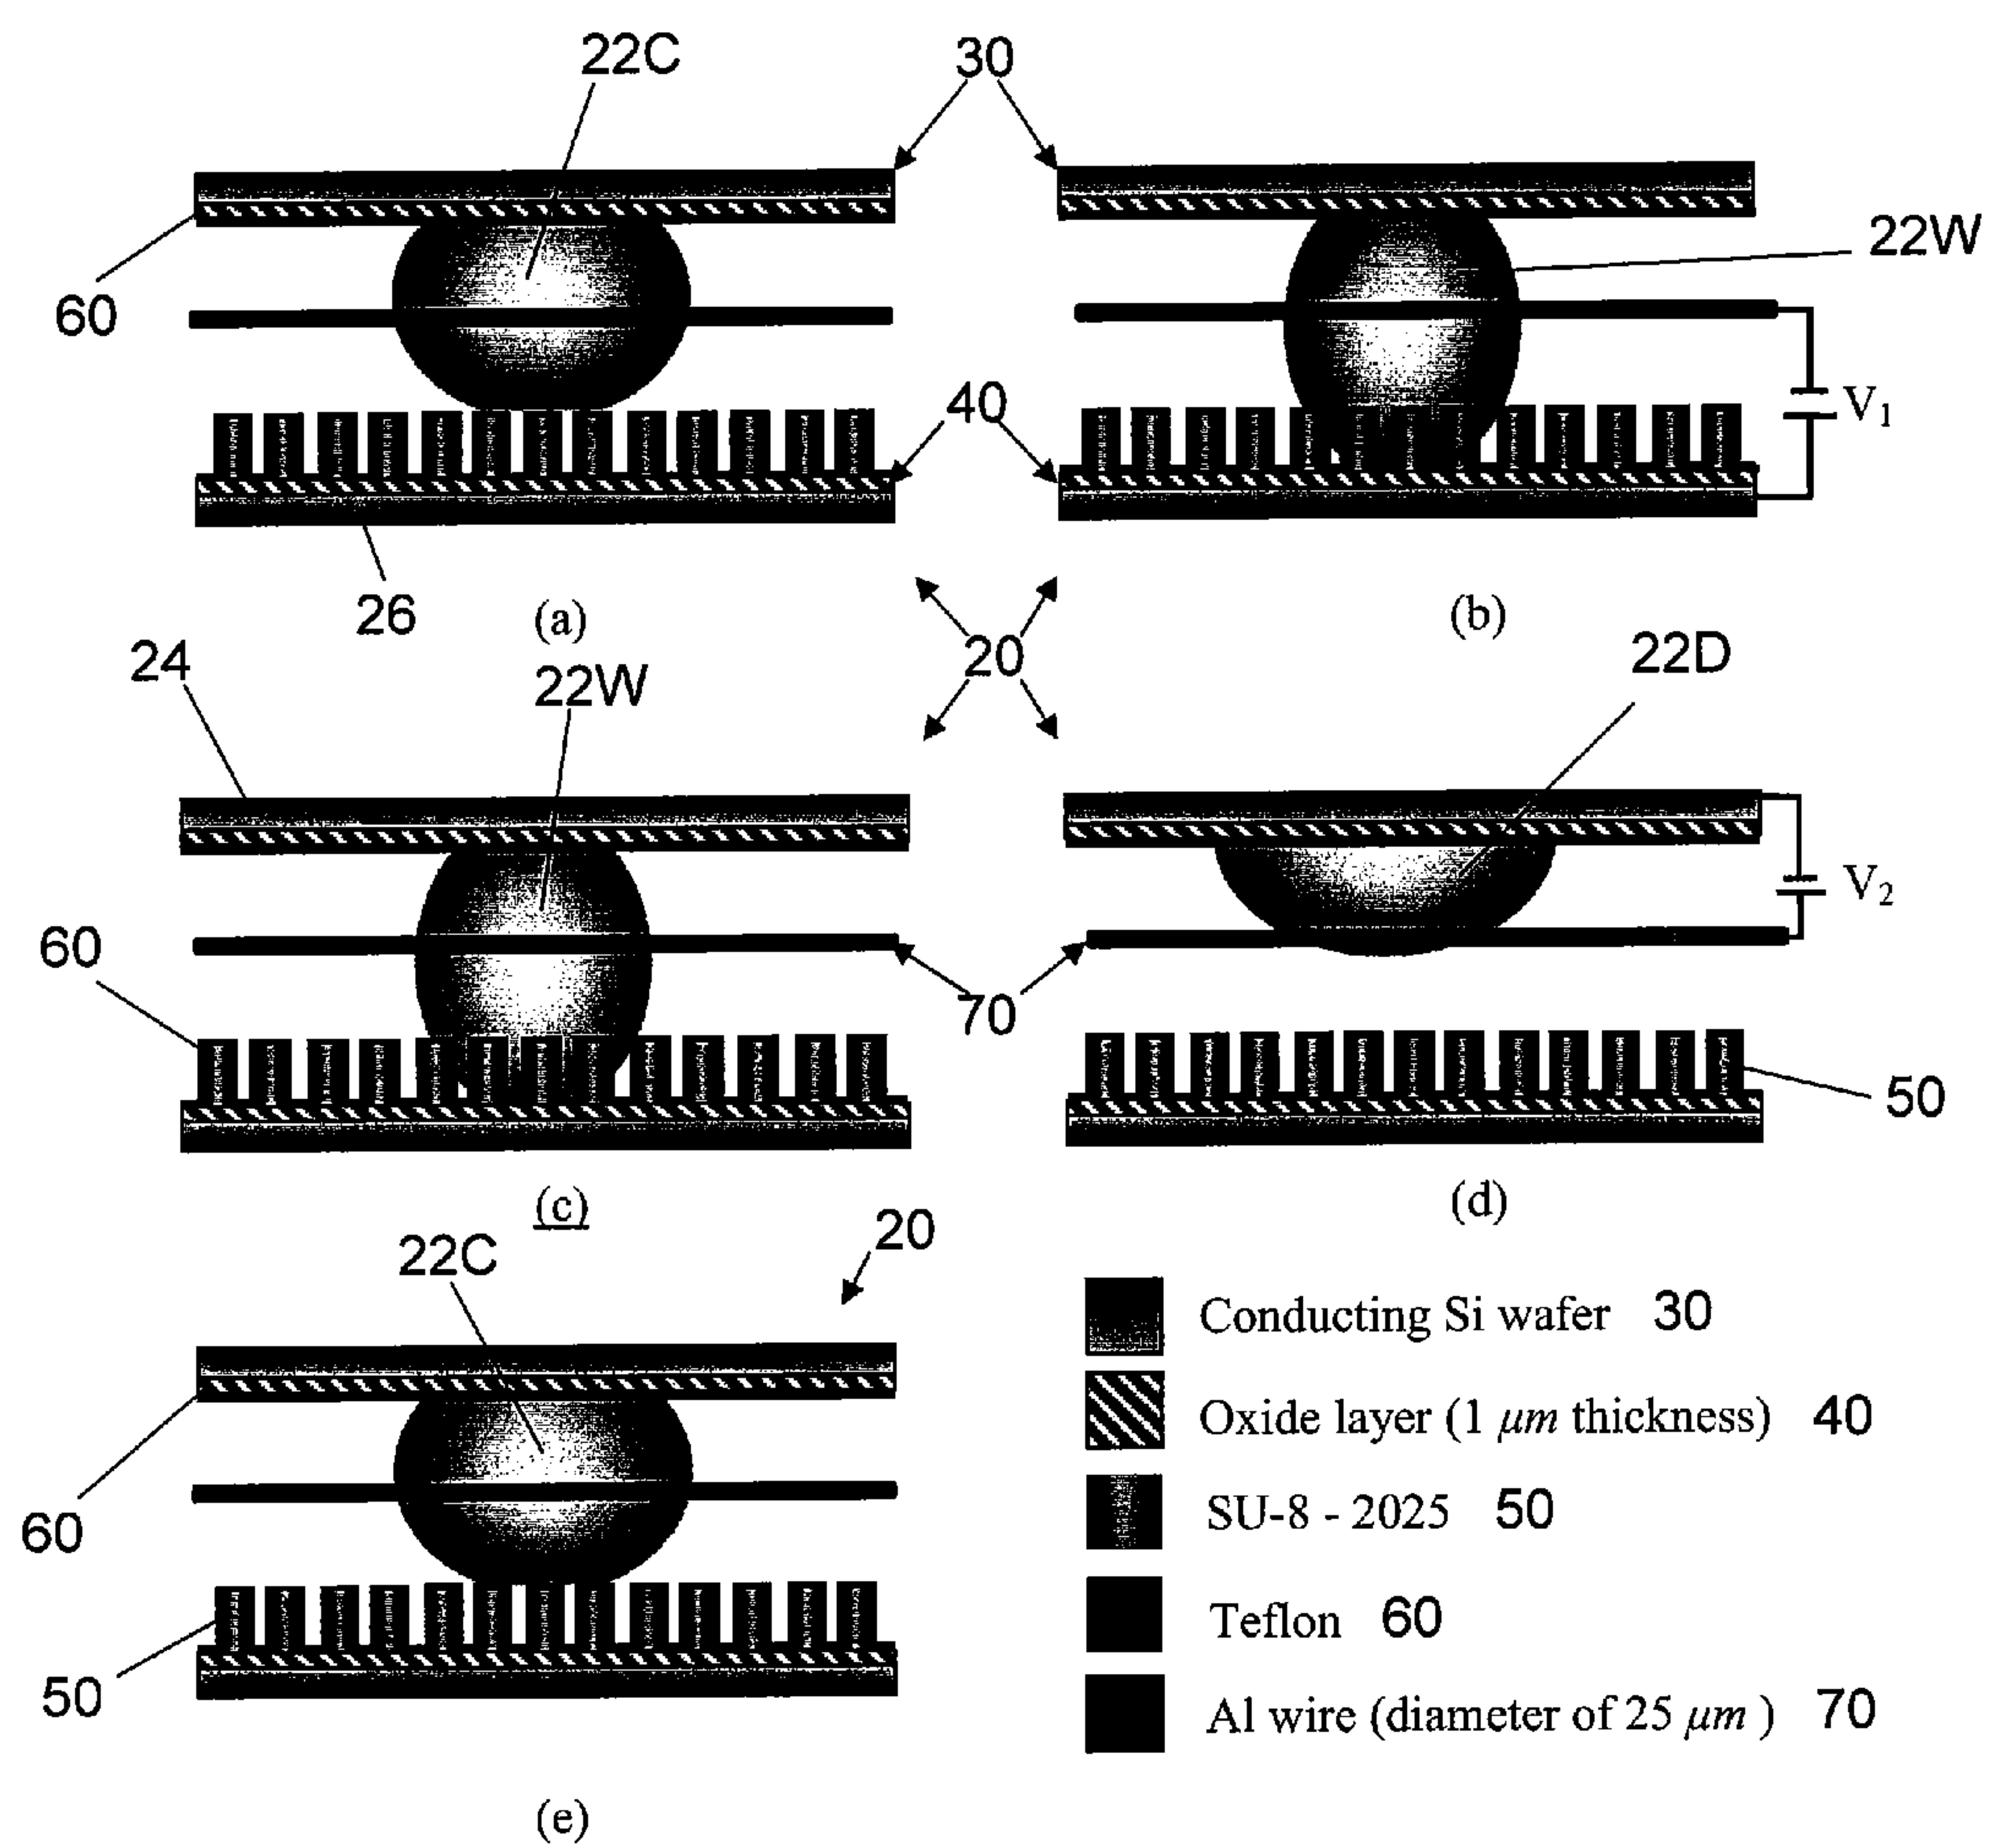 22C
30
22W
60
40
V1
26
(a)
(b)
20
24
22W
22D
60
V2
70
50
(c)
(d)
22C
20
60
50
(e)
Conducting Si wafer 30
Oxide layer (1 μm thickness) 40
SU-8 - 2025 50
Teflon 60
Al wire (diameter of 25 μm ) 70